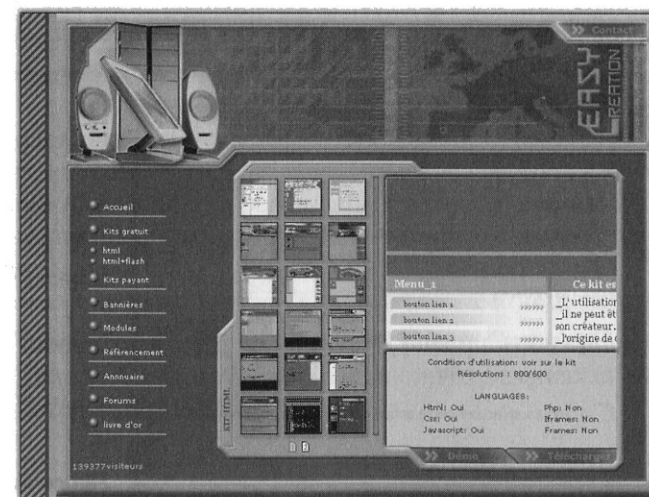 >> Contact
EASY
CREATION
Accueil
Kits gratuit
html
html+flash
Kits payant
Bannières
Modules
Référencement
Annnuaire
Forums
livre d'or
139377visiteurs
KIT HTML
1 2
Menu_1
Ce kit es
bouton lien 1 >>>>>>
bouton lien 2 >>>>>>
bouton lien 3 >>>>>>
_L' utilisation
_il ne peut êt
son créateur.
_l'origine de c
Condition d'utilisation: voir sur le kit
Résolutions : 800/600
LANGUAGES:
Html: Oui
Css: Oui
Javascript: Oui
Php: Non
Iframes: Non
Frames: Non
>> Démo
>> Télécharger